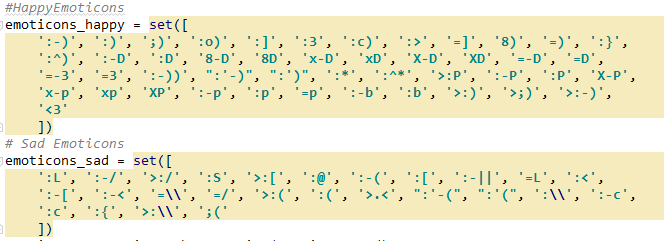 #HappyEmoticons
emoticons_happy = set([
    ':-)', ':)', ';)', ':o)', ':]', ':3', ':c)', ':>', '=]', '8)', '=)', ':}',
    ':^)', ':-D', ':D', '8-D', '8D', 'x-D', 'xD', 'X-D', 'XD', '=-D', '=D',
    '=-3', '=3', ':-))', ":'-)", ":')", ':*', ':^*', '>:P', ':-P', ':P', 'X-P',
    'x-p', 'xp', 'XP', ':-p', ':p', '=p', ':-b', ':b', '>:)', '>;)', '>:-)',
    '<3'
    ])
# Sad Emoticons
emoticons_sad = set([
    ':L', ':-/', '>:/', ':S', '>:[', ':@', ':-(', ':[', ':-||', '=L', ':<',
    ':-[', ':-<', '=\\', '=/', '>:(', ':(', '>.<', ":'-(", ":'(", ':\\', ':-c',
    ':c', ':{', '>:\\', ';('
    ])